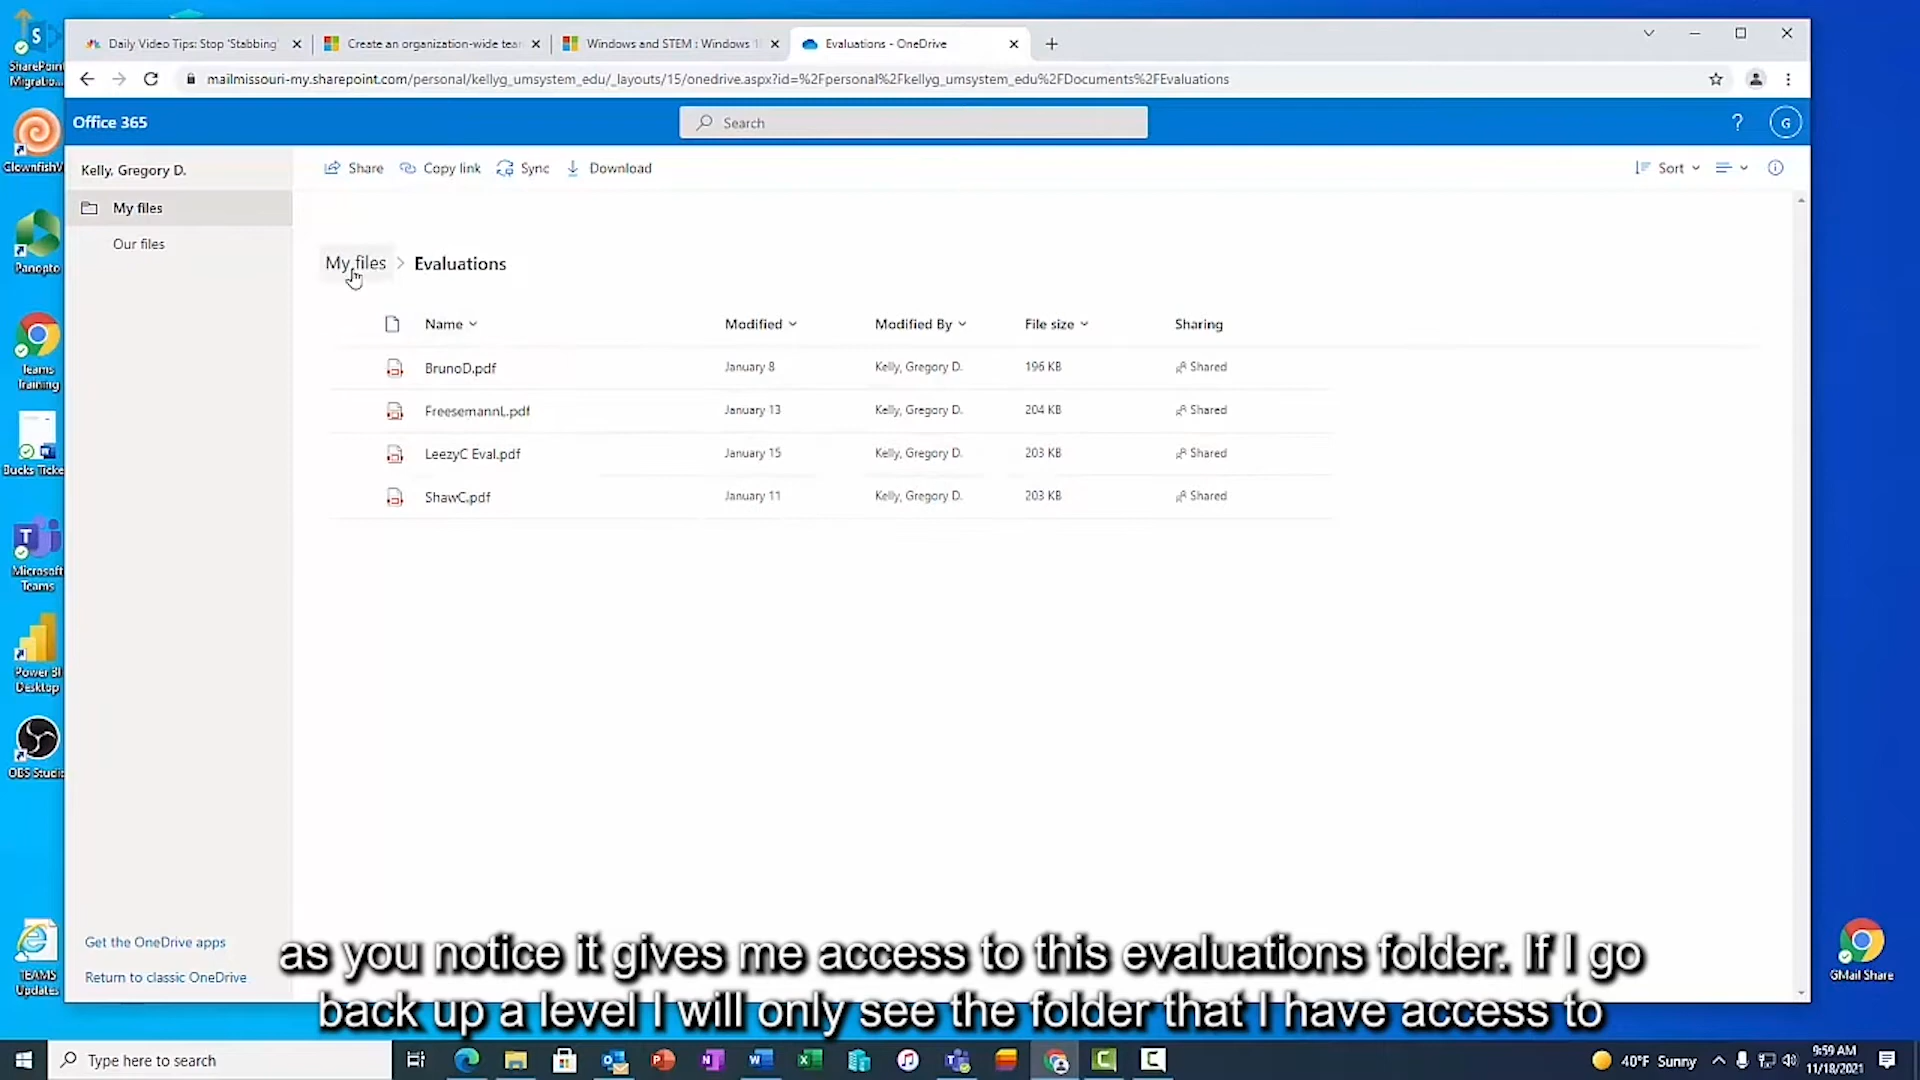 Daily Video Tips: Stop 'Stabbing'
Create an organization-wide tear
Windows and STEM : Windows 1
Evaluations - OneDrive
mailmissouri-my.sharepoint.com/personal/kellyg_umsystem_edu/_layouts/15/onedrive.aspx?id=%2Fpersonal%2Fkellyg_umsystem_edu%2FDocuments%2FEvaluations
Office 365
Search
?
G
Kelly, Gregory D.
My files
Our files
Share
Copy link
Sync
Download
Sort
My files > Evaluations
Name Modified Modified By File size Sharing
BrunoD.pdf January 8 Kelly, Gregory D. 196 KB Shared
FreesemannL.pdf January 13 Kelly, Gregory D. 204 KB Shared
LeezyC Eval.pdf January 15 Kelly, Gregory D. 203 KB Shared
ShawC.pdf January 11 Kelly, Gregory D. 203 KB Shared
Get the OneDrive apps
Return to classic OneDrive
SharePoint
Migratio...
ClownfishV
Panopto
Teams
Training
Bucks Ticke
Microsoft
Teams
Power BI
Desktop
OBS Studio
TEAMS
Updates
GMail Share
as you notice it gives me access to this evaluations folder. If I go
back up a level I will only see the folder that I have access to
Type here to search
40°F Sunny
9:59 AM
11/18/2021